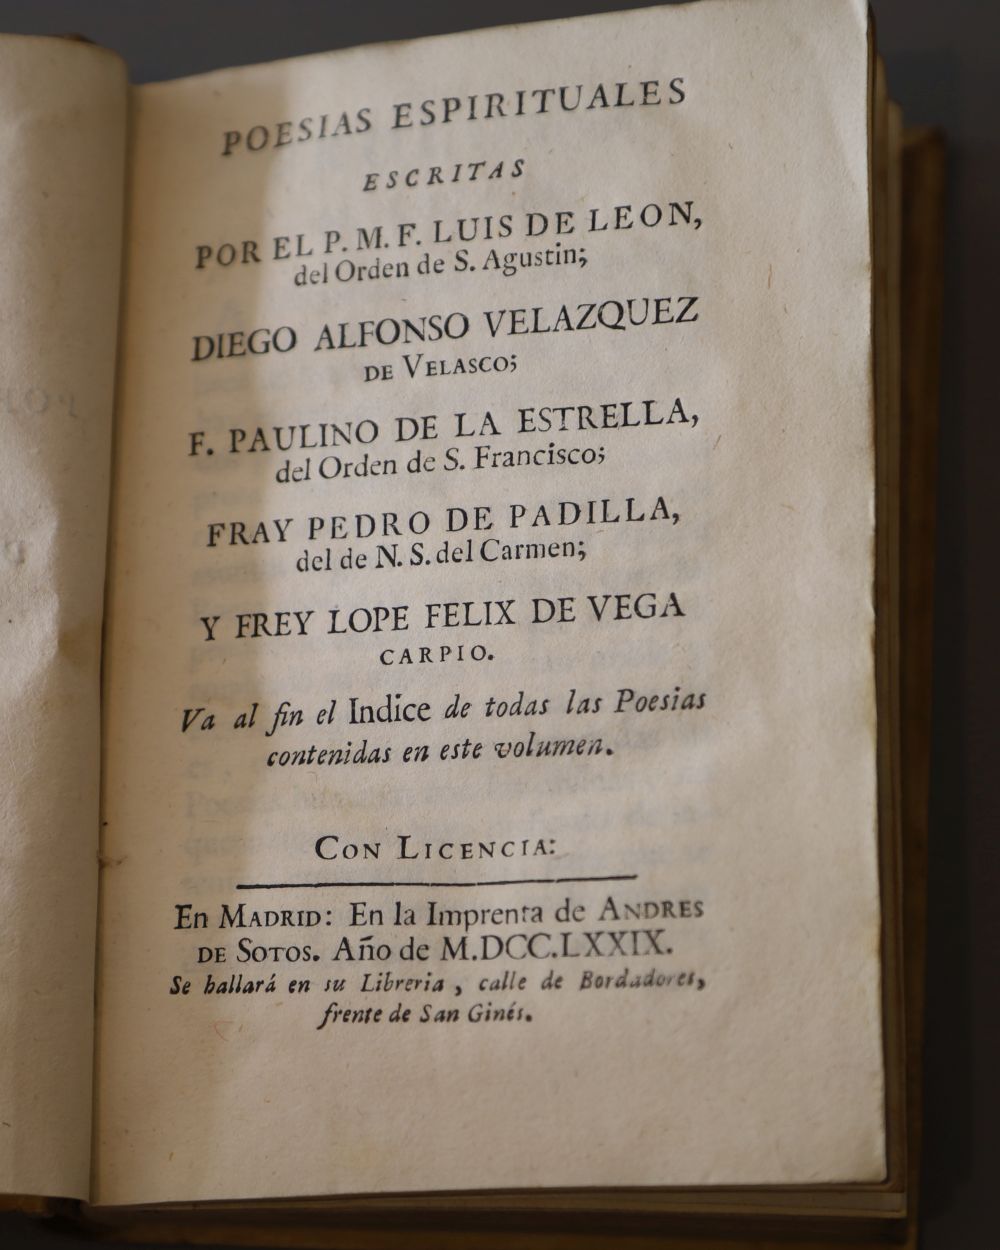 POESIAS ESPIRITUALES
ESCRITAS
POR EL P. M. F. LUIS DE LEON,
del Orden de S. Agustin;
DIEGO ALFONSO VELAZQUEZ
DE VELASCO;
F. PAULINO DE LA ESTRELLA,
del Orden de S. Francisco;
FRAY PEDRO DE PADILLA,
del de N. S. del Carmen;
Y FREY LOPE FELIX DE VEGA
CARPIO.
Va al fin el Indice de todas las Poesias
contenidas en este volumen.
CON LICENCIA:
En MADRID: En la Imprenta de ANDRES
DE SOTOS. Año de M.DCC.LXXIX.
Se hallará en su Libreria, calle de Bordadores,
frente de San Ginés.